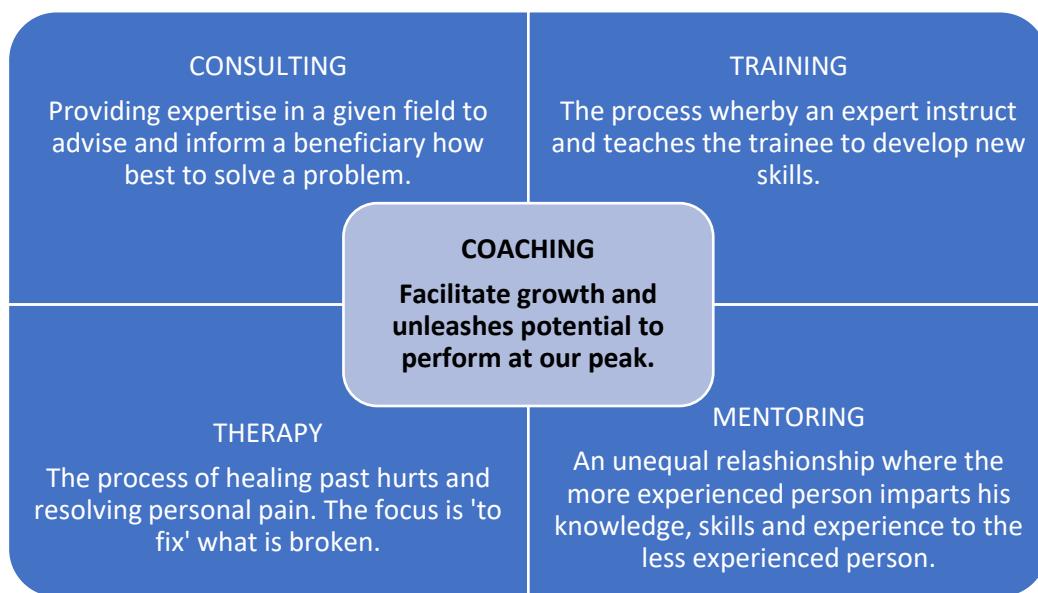 CONSULTING
Providing expertise in a given field to
advise and inform a beneficiary how
best to solve a problem.
TRAINING
The process wherby an expert instruct
and teaches the trainee to develop new
skills.
COACHING
Facilitate growth and
unleashes potential to
perform at our peak.
THERAPY
The process of healing past hurts and
resolving personal pain. The focus is 'to
fix' what is broken.
MENTORING
An unequal relashionship where the
more experienced person imparts his
knowledge, skills and experience to the
less experienced person.